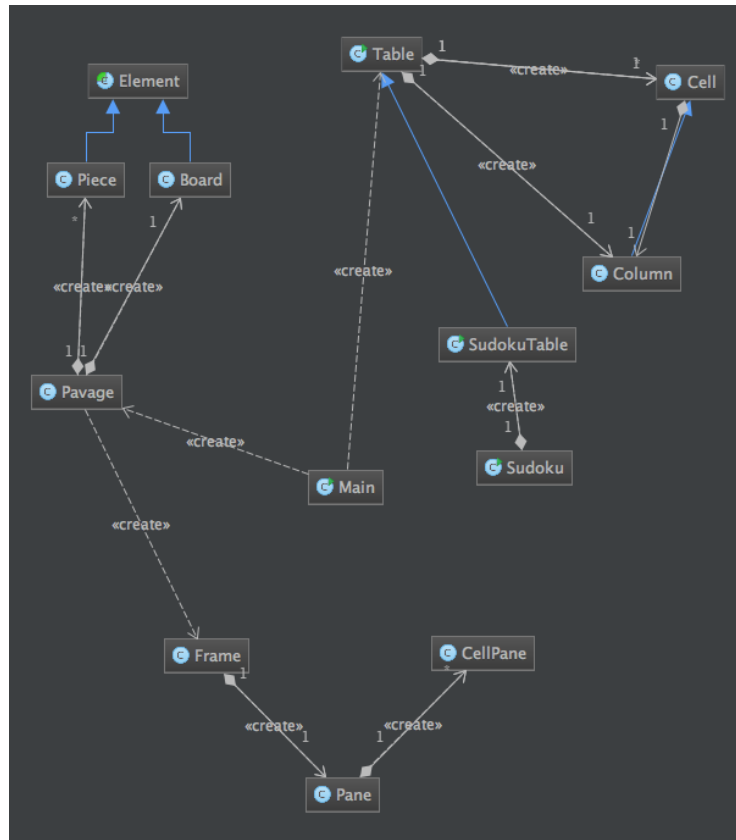 Table
1
1
«create»
1
*
Cell
Element
1
«create»
Piece
Board
*
1
1
1
Column
«create»
«create»
«create»
SudokuTable
1
1
1
«create»
Pavage
1
«create»
Sudoku
Main
«create»
CellPane
Frame
1
*
«create»
1
1
«create»
Pane